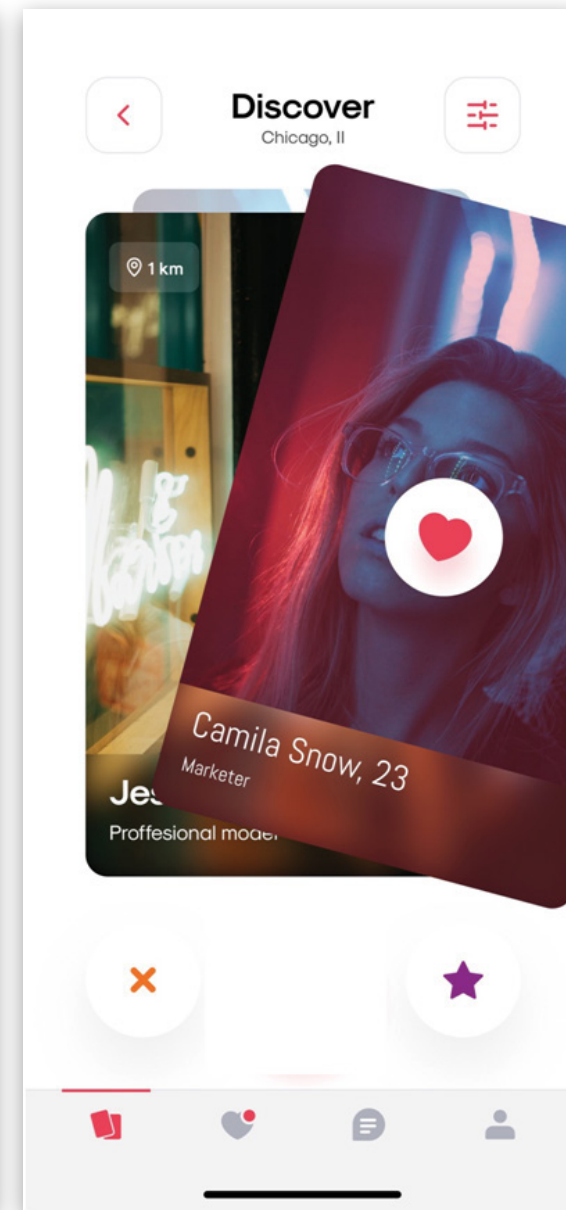 Discover
Chicago, Il
1 km
Camila Snow, 23
Marketer
Proffesional model